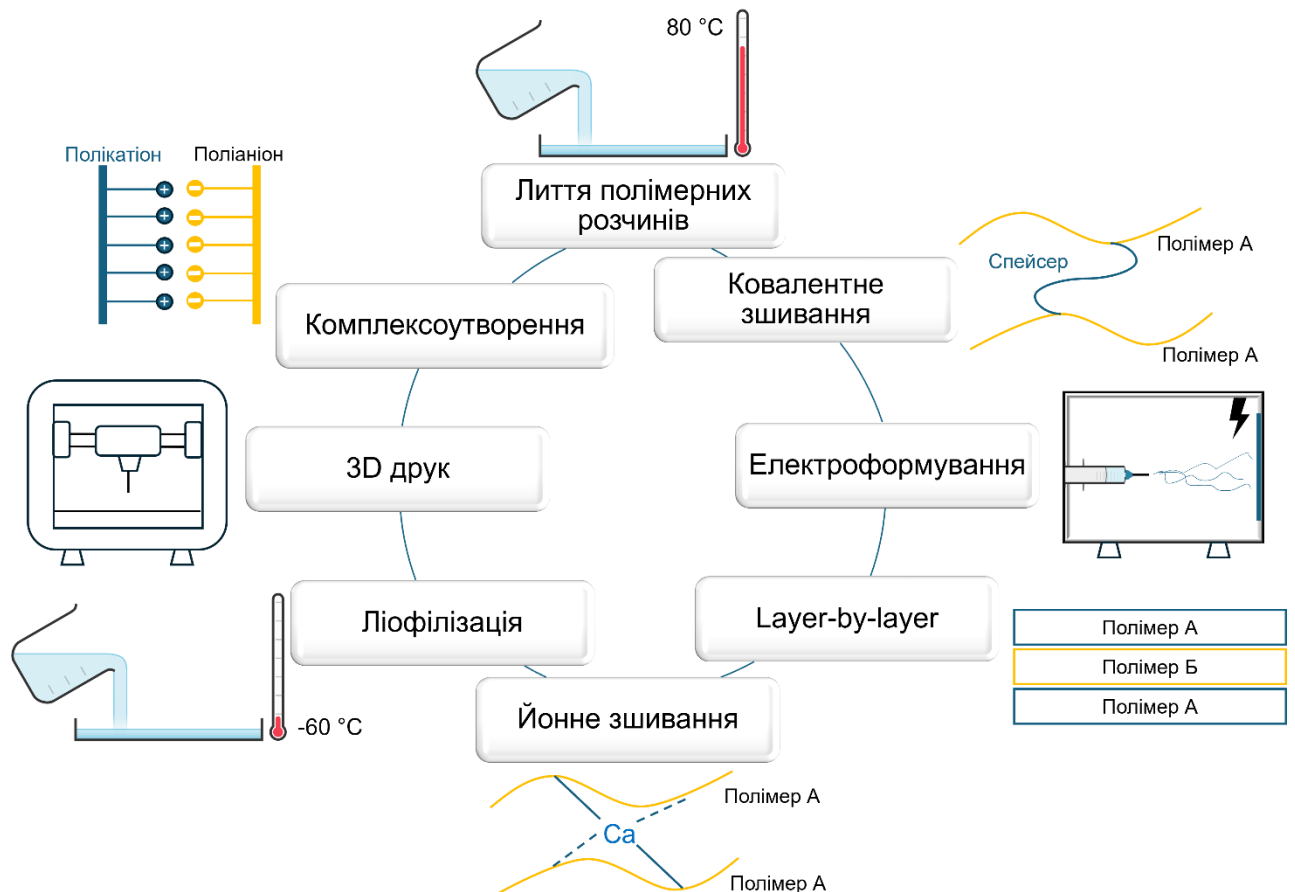 80 °C
Полікатіон
Поліаніон
Лиття полімерних
розчинів
Полімер А
Спейсер
Ковалентне
зшивання
Комплексоутворення
Полімер А
3D друк
Електроформування
Ліофілізація
Layer-by-layer
Полімер А
Полімер Б
Полімер А
Йонне зшивання
-60 °C
Полімер А
Ca
Полімер А